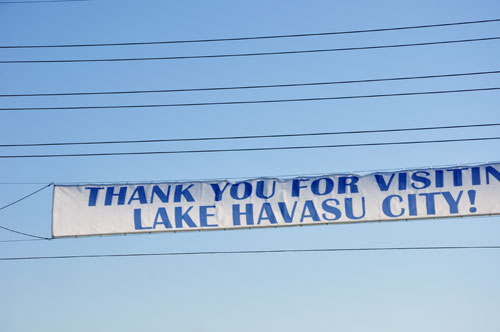 THANK YOU FOR VISITIN
LAKE HAVASU CITY!